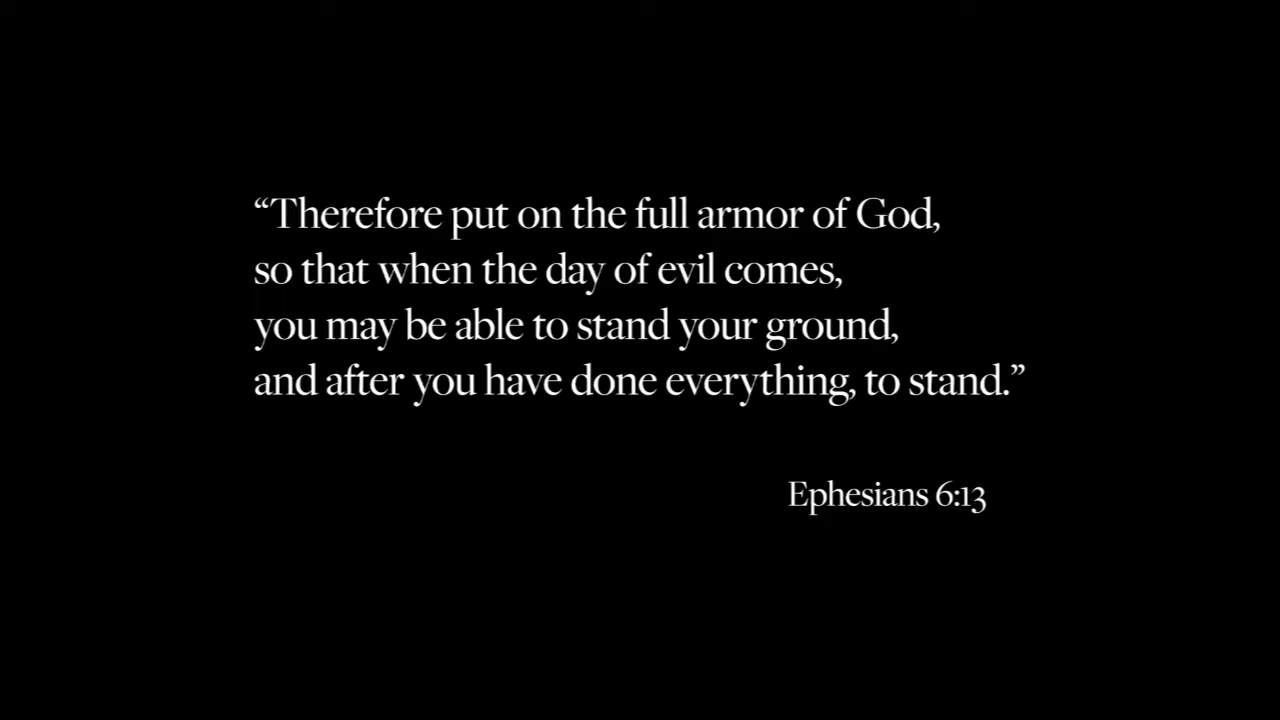 “Therefore put on the full armor of God,
so that when the day of evil comes,
you may be able to stand your ground,
and after you have done everything, to stand.”
Ephesians 6:13